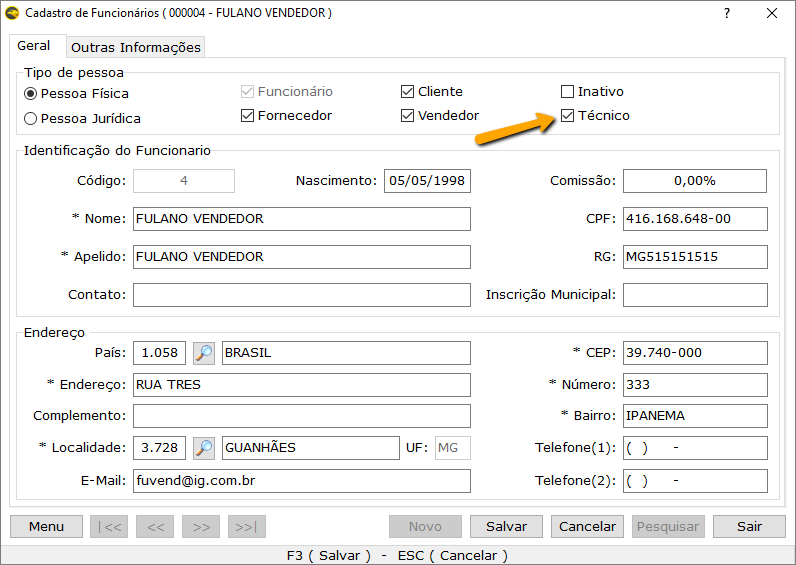 Cadastro de Funcionários ( 000004 - FULANO VENDEDOR )
?
Geral Outras Informações
Tipo de pessoa
Pessoa Física Funcionário Cliente Inativo
Pessoa Jurídica Fornecedor Vendedor Técnico
Identificação do Funcionario
Código: 4 Nascimento: 05/05/1998 Comissão: 0,00%
* Nome: FULANO VENDEDOR CPF: 416.168.648-00
* Apelido: FULANO VENDEDOR RG: MG515151515
Contato: Inscrição Municipal:
Endereço
País: 1.058 BRASIL * CEP: 39.740-000
* Endereço: RUA TRES * Número: 333
Complemento: * Bairro: IPANEMA
* Localidade: 3.728 GUANHÃES UF: MG Telefone(1): ( ) -
E-Mail: fuvend@ig.com.br Telefone(2): ( ) -
Menu |<< << >> >>| Novo Salvar Cancelar Pesquisar Sair
F3 ( Salvar ) - ESC ( Cancelar )